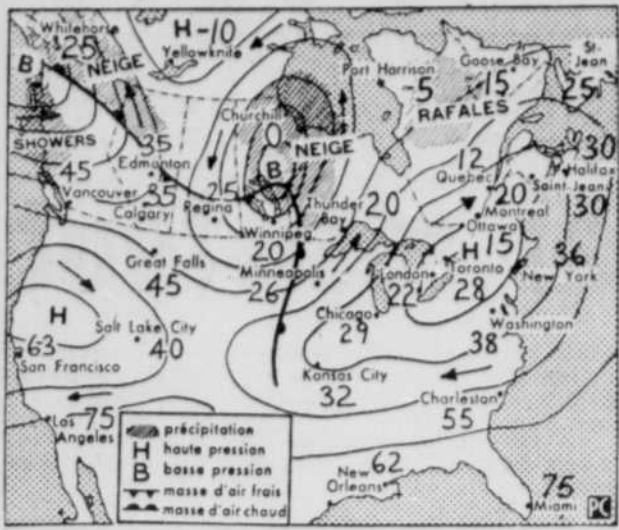 Whitehorse
H -10
25
Yellowknife
B
NEIGE
Port Harrison
Goose Bay
St-Jean
-5
-15
25
RAFALES
SHOWERS
Churchill
0
NEIGE
35
45
Edmonton
B
12
30
Vancouver
35
25
Quebec
Halifax
Calgary
Regina
Thunder Bay
20
20
Saint-Jean
30
Winnipeg
Montreal
Ottawa
20
H 15
Great Falls
Minneapolis
London
Toronto
36
45
26
22
28
New York
H
Salt Lake City
Chicago
Washington
63
40
29
38
San Francisco
Kansas City
32
Charleston
75
55
Los Angeles
précipitation
H haute pression
B basse pression
masse d'air frais
masse d'air chaud
62
New Orleans
75
Miami
PC